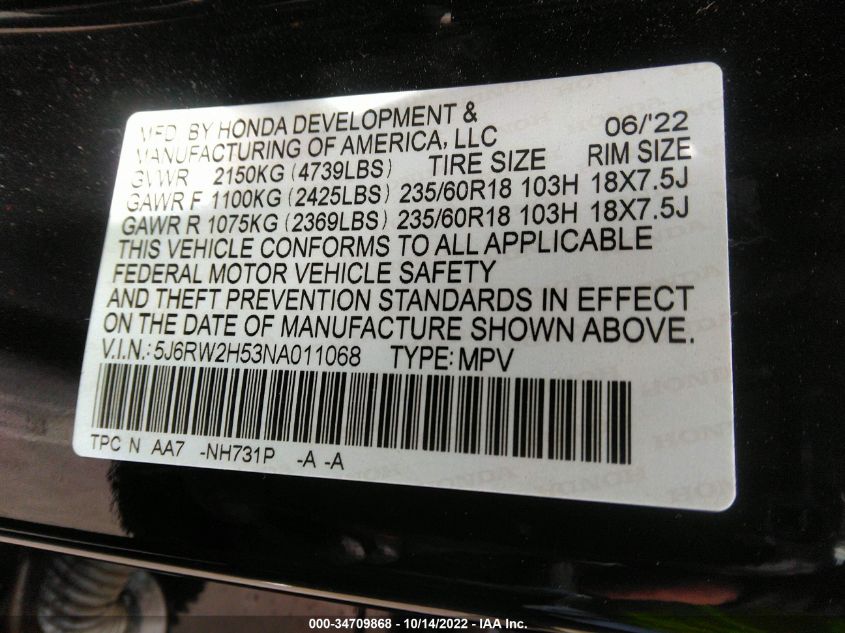 MFD. BY HONDA DEVELOPMENT &
MANUFACTURING OF AMERICA, LLC 06/'22
GVWR 2150KG (4739LBS) TIRE SIZE RIM SIZE
GAWR F 1100KG (2425LBS) 235/60R18 103H 18X7.5J
GAWR R 1075KG (2369LBS) 235/60R18 103H 18X7.5J
THIS VEHICLE CONFORMS TO ALL APPLICABLE
FEDERAL MOTOR VEHICLE SAFETY
AND THEFT PREVENTION STANDARDS IN EFFECT
ON THE DATE OF MANUFACTURE SHOWN ABOVE.
V.I.N.: 5J6RW2H53NA011068 TYPE: MPV
TPC N AA7 -NH731P -A -A
000-34709868 - 10/14/2022 - IAA Inc.